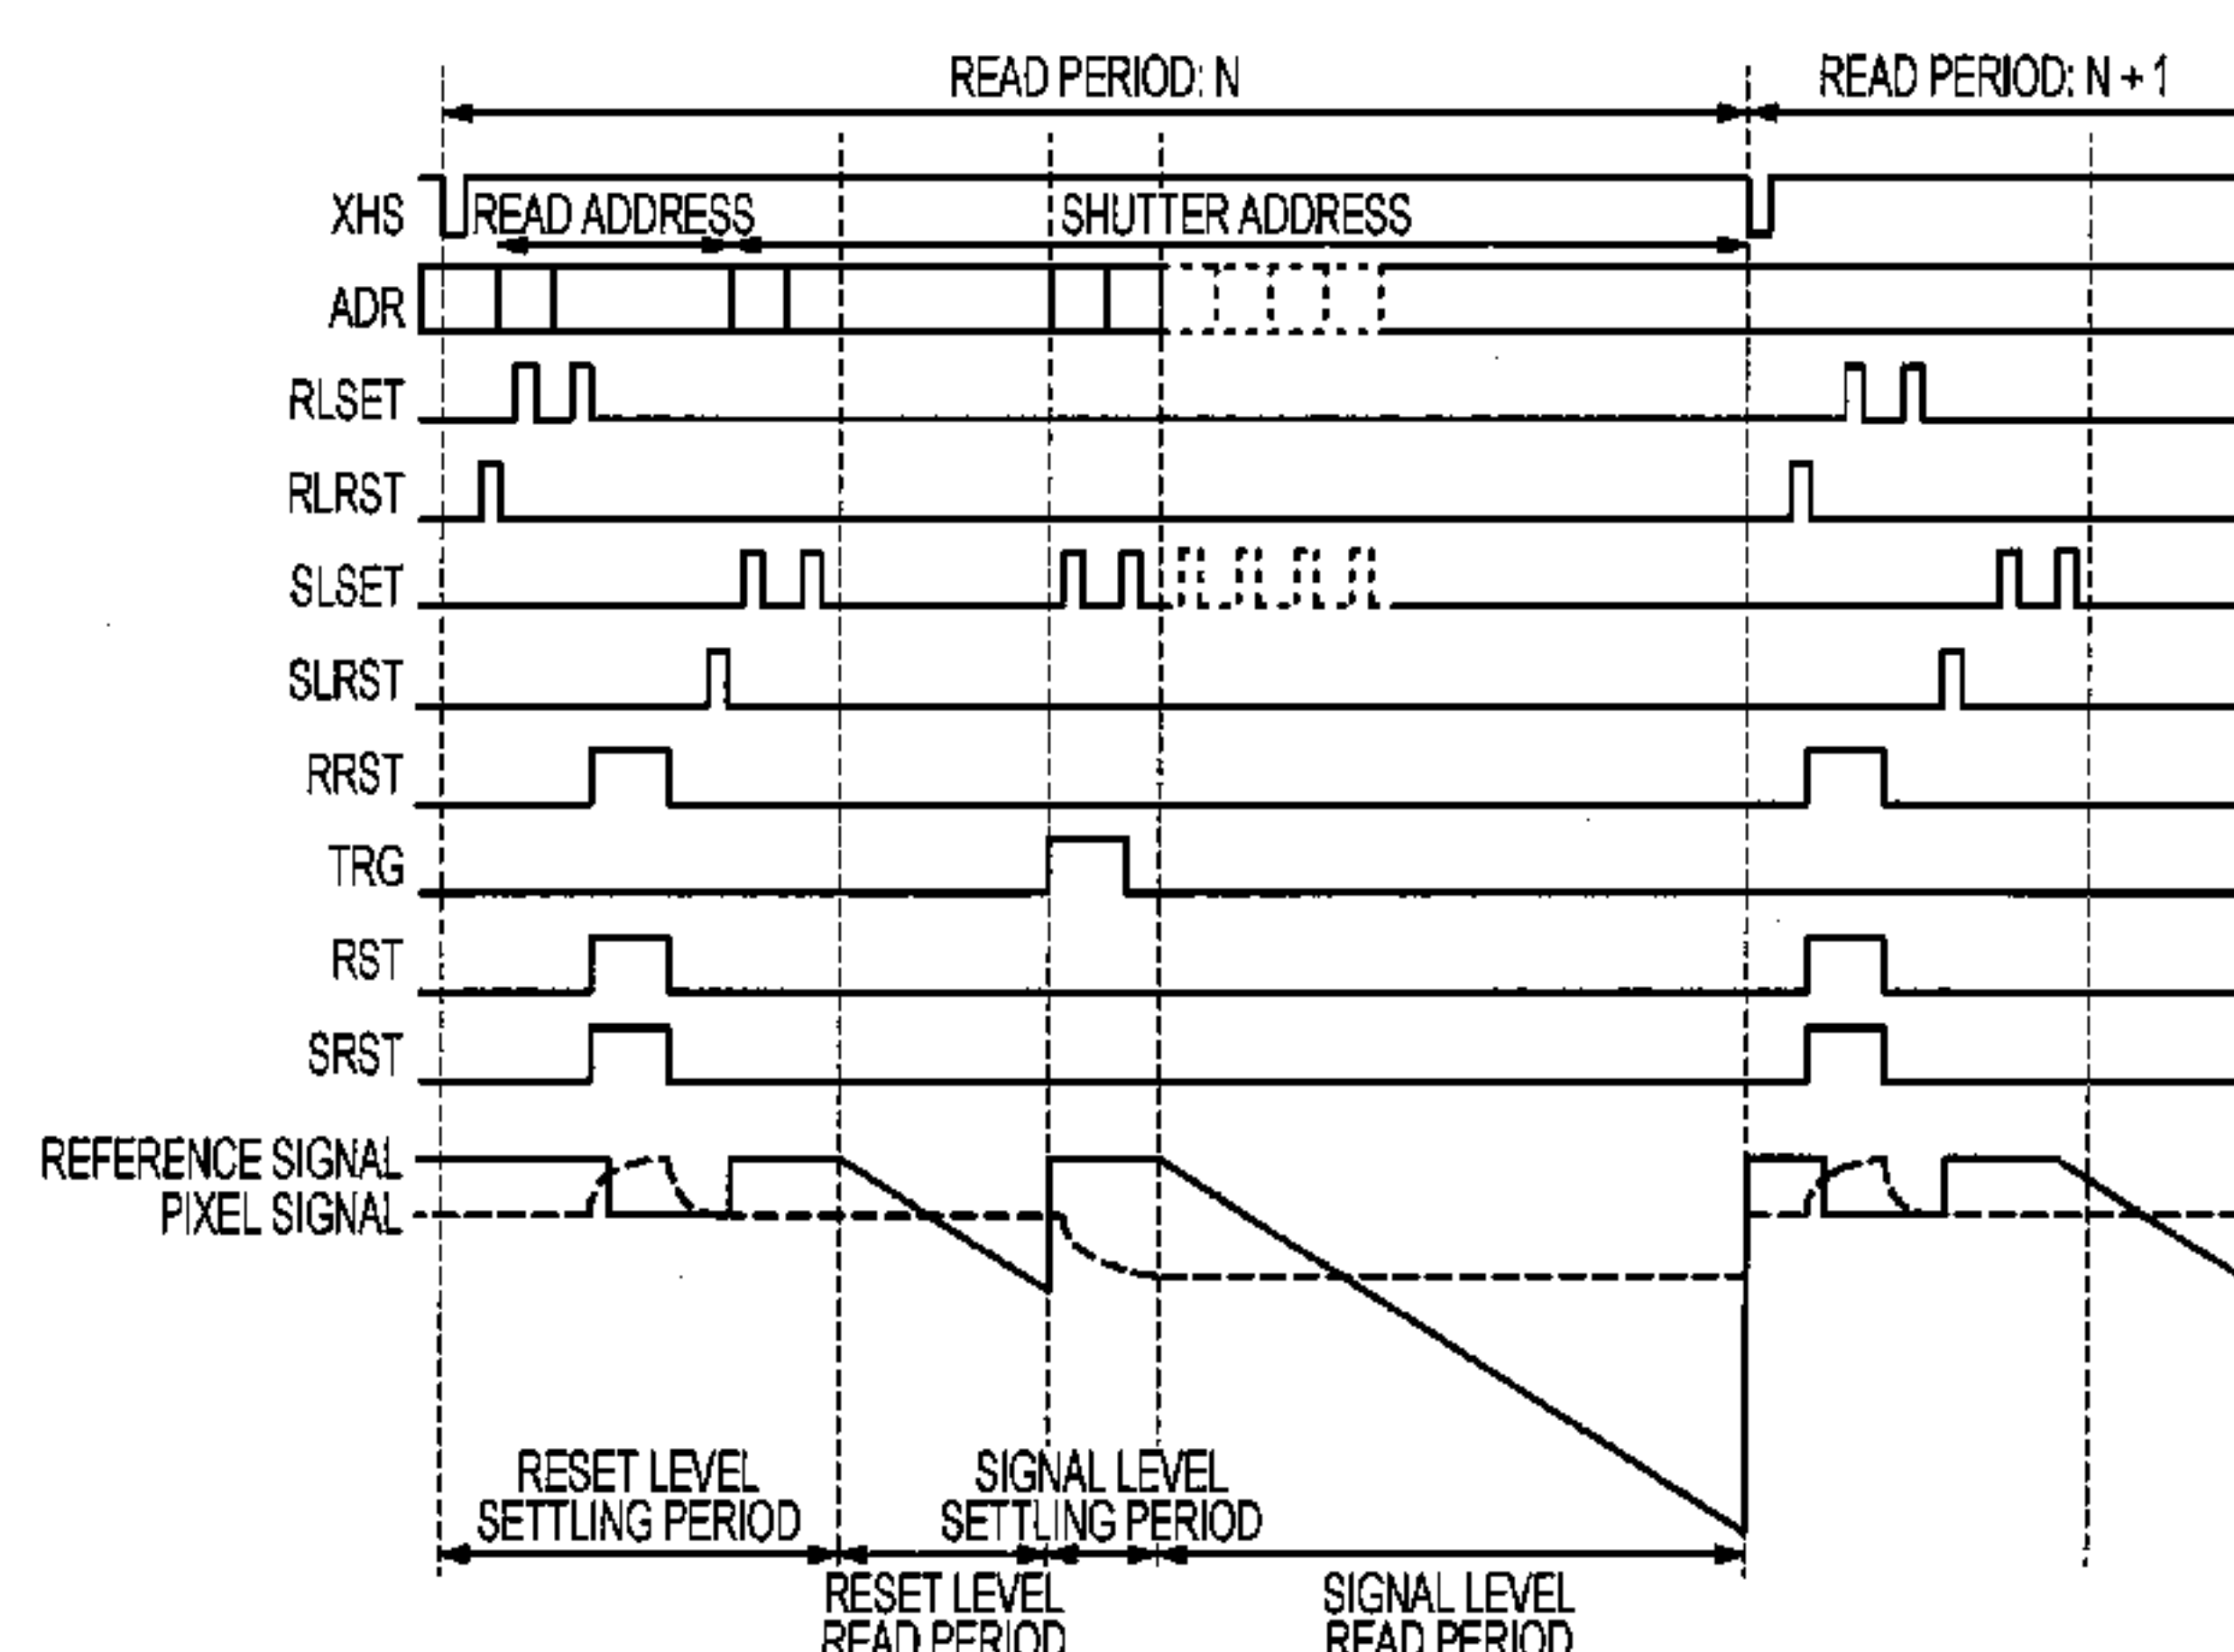 READ PERIOD: N
READ PERIOD: N + 1
XHS
READ ADDRESS
SHUTTER ADDRESS
ADR
RLSET
RLRST
SLSET
SLRST
RRST
TRG
RST
SRST
REFERENCE SIGNAL
PIXEL SIGNAL
RESET LEVEL
SETTLING PERIOD
SIGNAL LEVEL
SETTLING PERIOD
RESET LEVEL
READ PERIOD
SIGNAL LEVEL
READ PERIOD